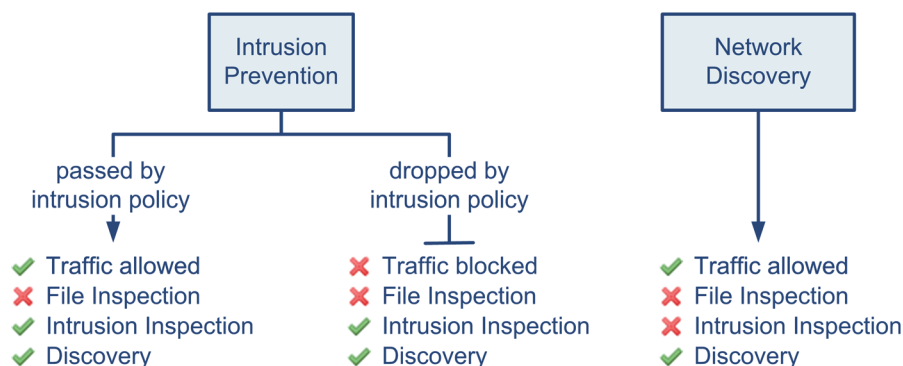 Intrusion
Prevention
Network
Discovery
passed by
intrusion policy
dropped by
intrusion policy
Traffic allowed
File Inspection
Intrusion Inspection
Discovery
Traffic blocked
File Inspection
Intrusion Inspection
Discovery
Traffic allowed
File Inspection
Intrusion Inspection
Discovery